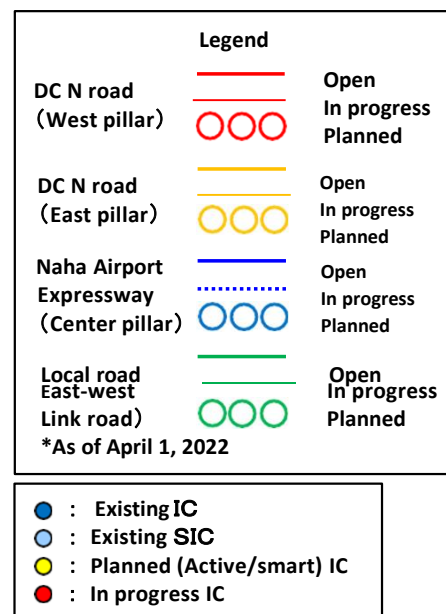 Legend
DC N road
（West pillar）
Open
In progress
Planned
DC N road
（East pillar）
Open
In progress
Planned
Naha Airport
Expressway
（Center pillar）
Open
In progress
Planned
Local road
East-west
Link road）
Open
In progress
Planned
*As of April 1, 2022
： Existing IC
： Existing SIC
： Planned (Active/smart) IC
： In progress IC